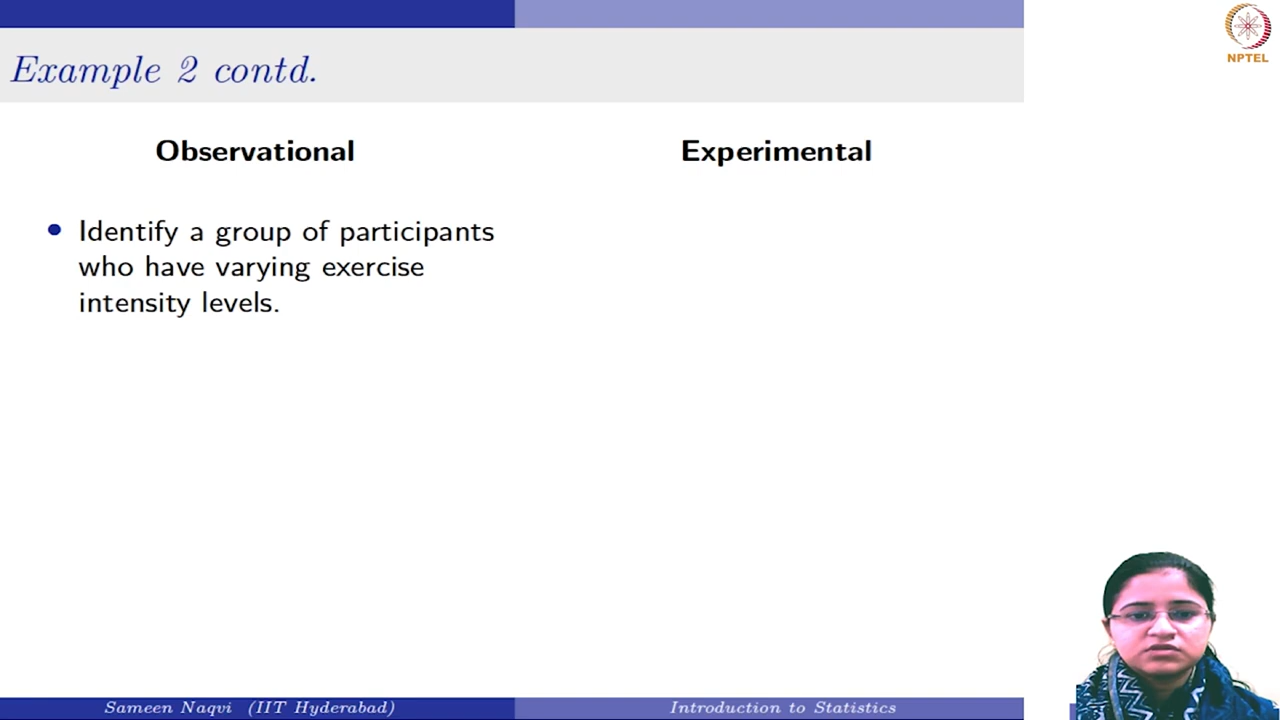 NPTEL
Example 2 contd.
Observational
Experimental
Identify a group of participants
who have varying exercise
intensity levels.
Sameen Naqvi (IIT Hyderabad)
Introduction to Statistics